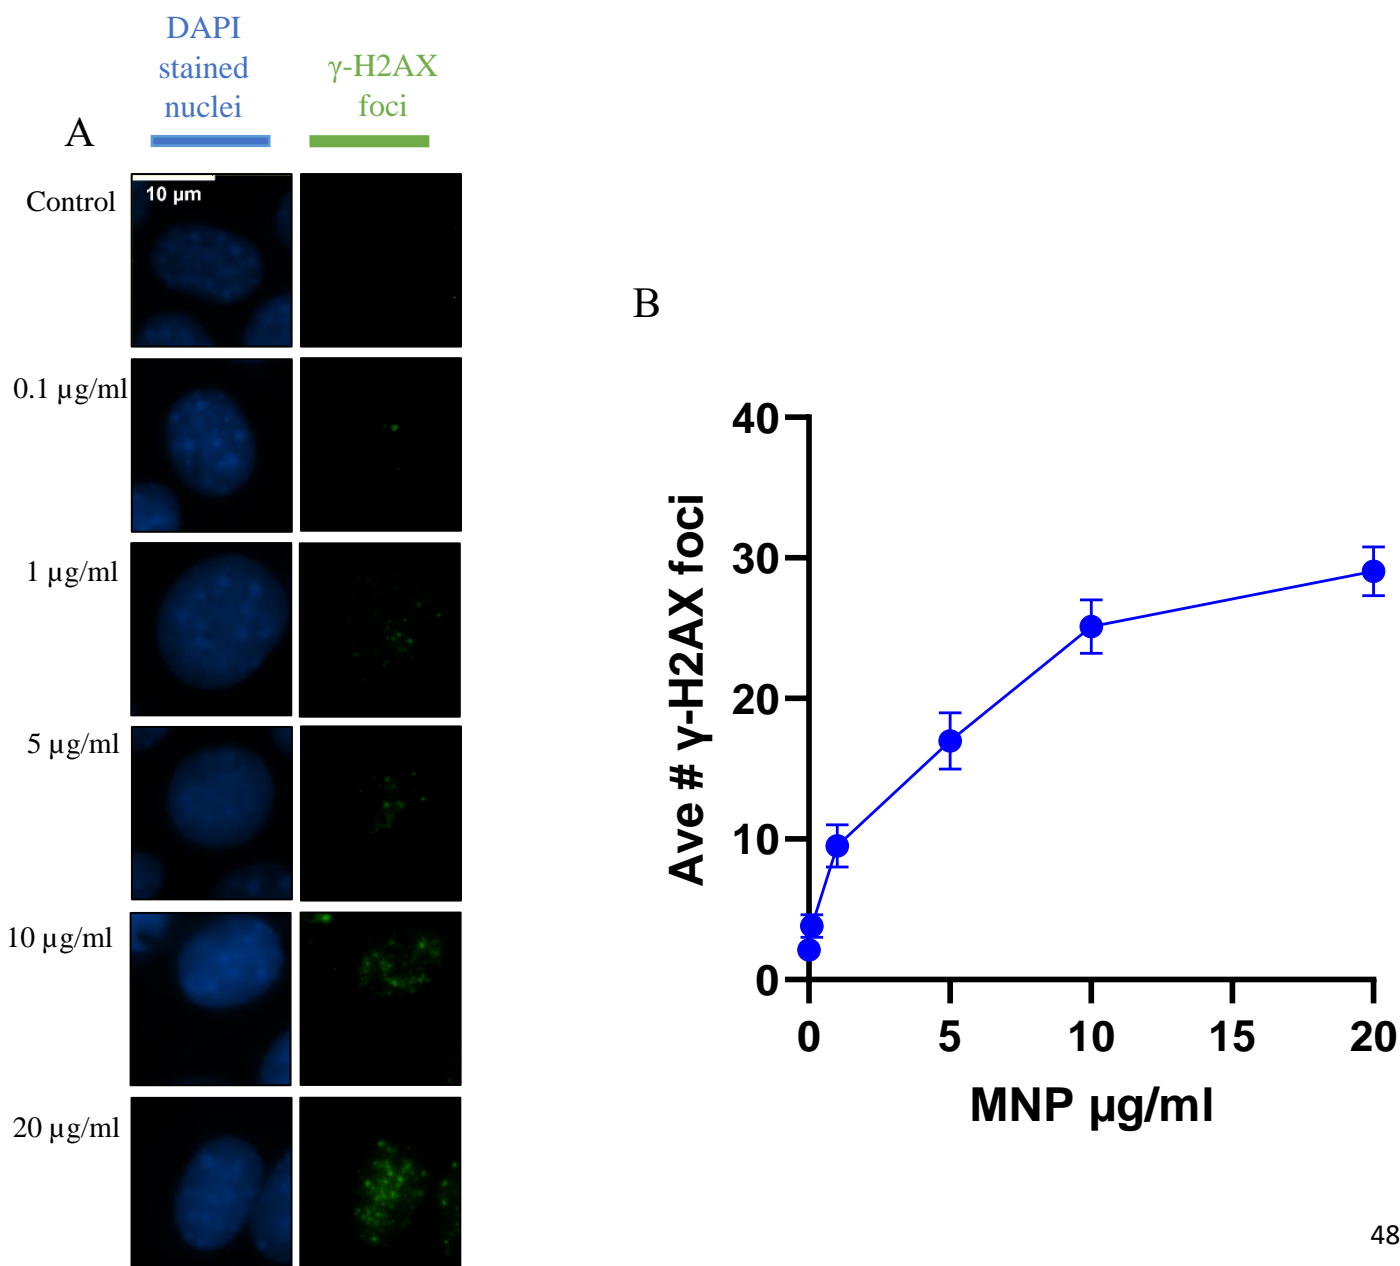 DAPI
stained
nuclei
γ-H2AX
foci
A
Control
10 µm
0.1 µg/ml
1 µg/ml
5 µg/ml
10 µg/ml
20 µg/ml
B
Ave # γ-H2AX foci
40
30
20
10
0
0 5 10 15 20
MNP µg/ml
48